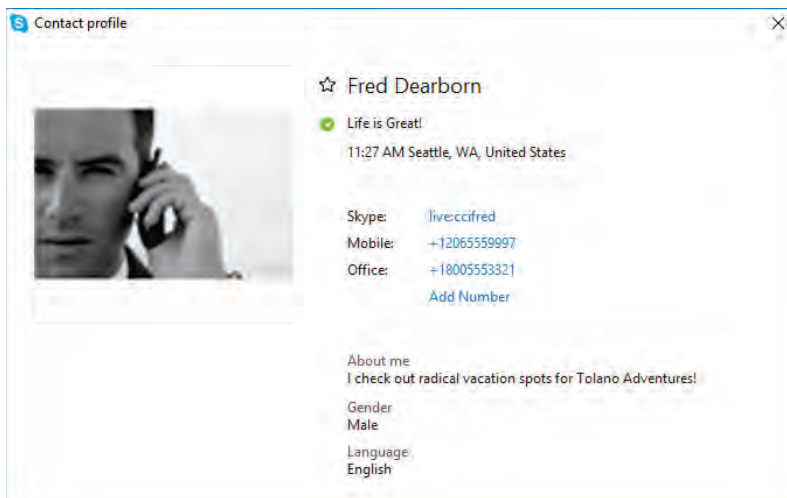 Contact profile
Fred Dearborn
Life is Great!
11:27 AM Seattle, WA, United States
Skype: live:ccifred
Mobile: +12065559997
Office: +18005553321
Add Number
About me
I check out radical vacation spots for Tolano Adventures!
Gender
Male
Language
English